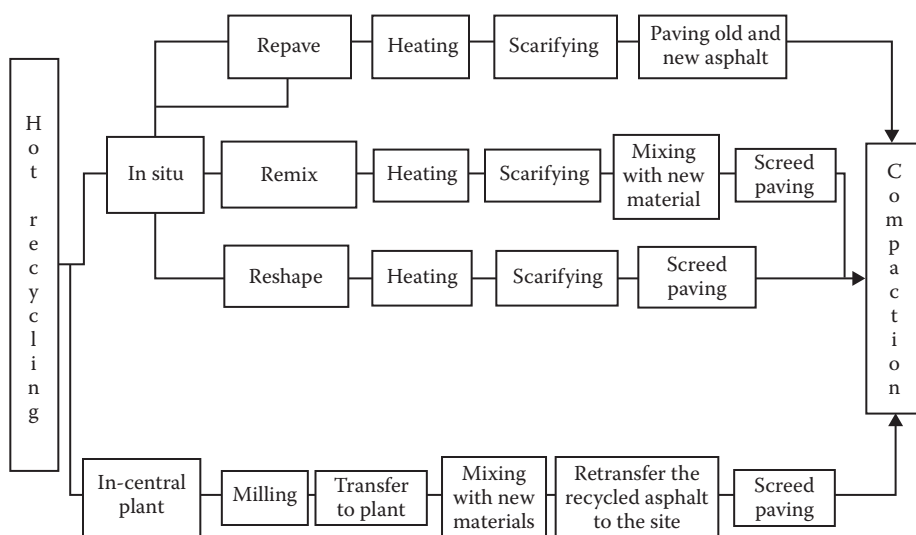 Hot recycling
Repave
Heating
Scarifying
Paving old and
new asphalt
In situ
Remix
Heating
Scarifying
Mixing
with new
material
Screed
paving
Reshape
Heating
Scarifying
Screed
paving
In-central
plant
Milling
Transfer
to plant
Mixing
with new
materials
Retransfer the
recycled asphalt
to the site
Screed
paving
Compaction